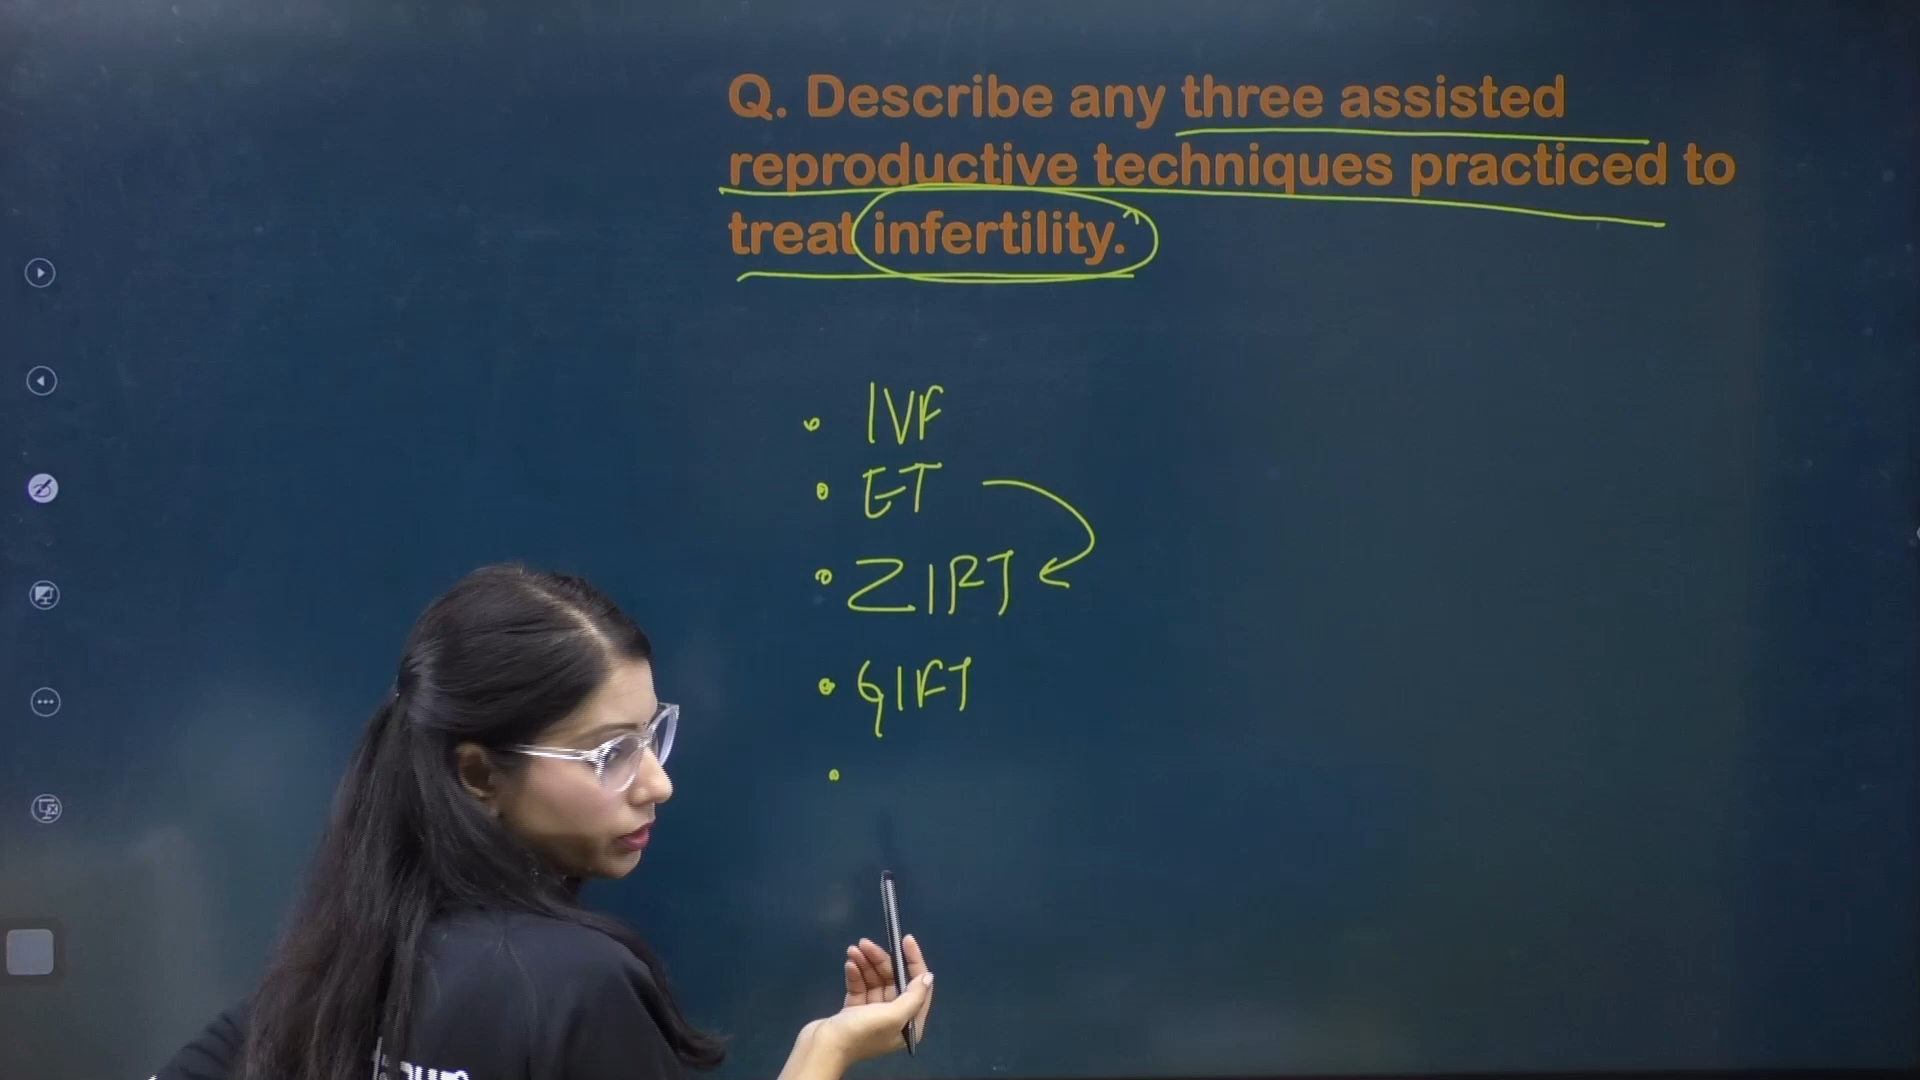 Q. Describe any three assisted
reproductive techniques practiced to
treat infertility.
• IVF
• ET
• ZIFT
• GIFT
•